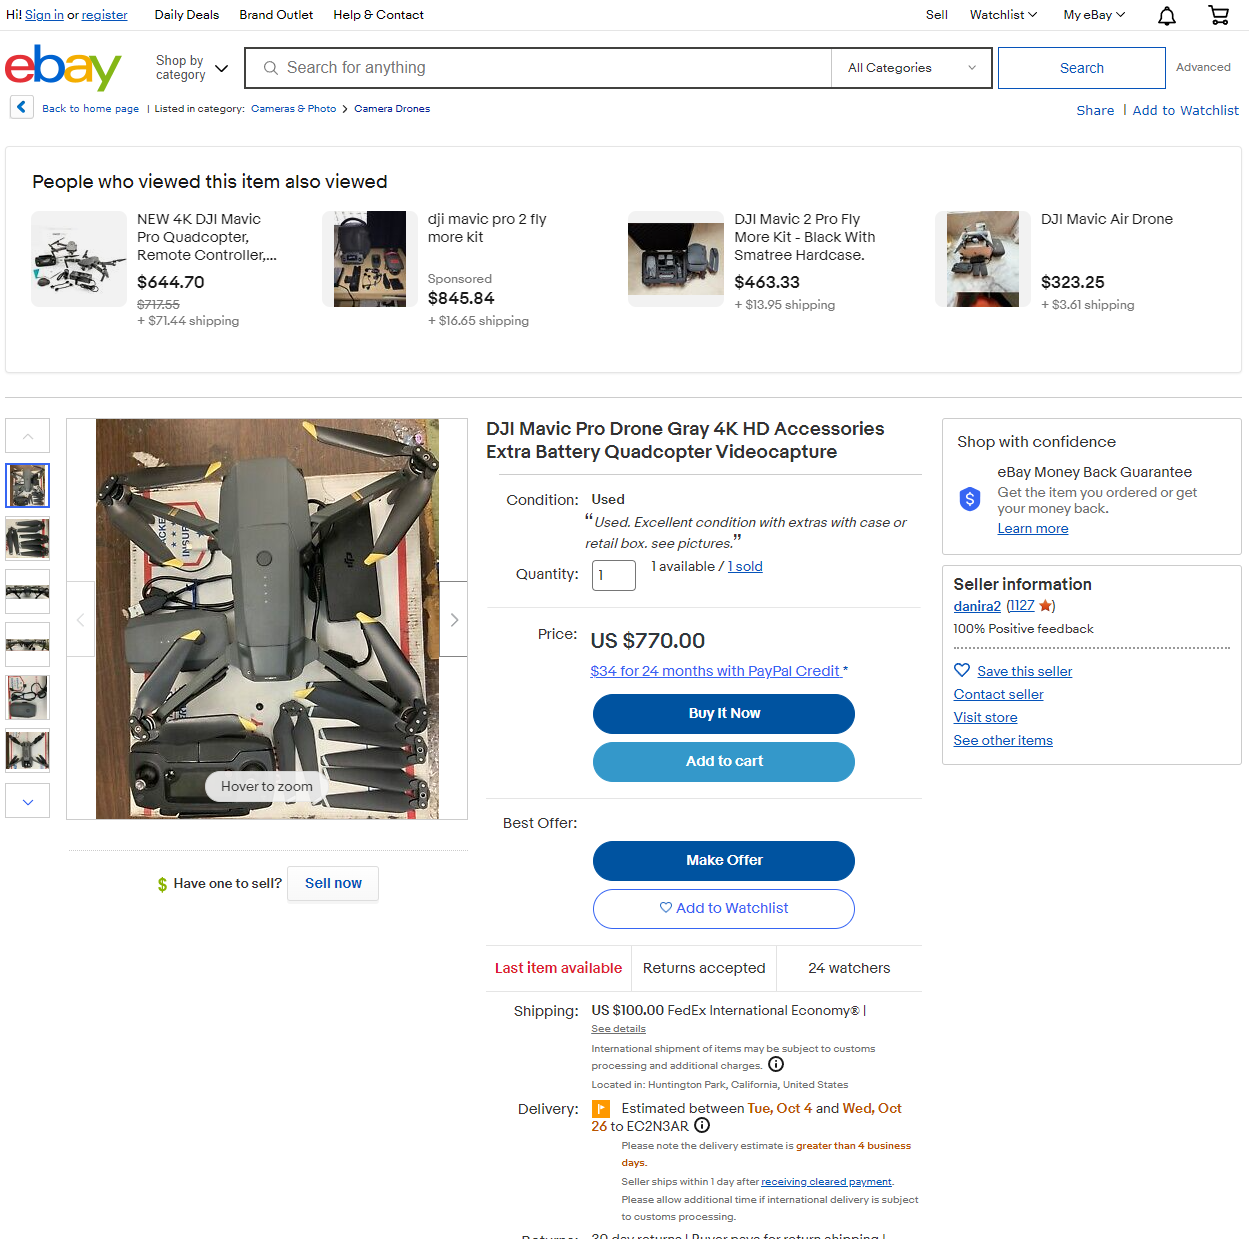 Hi! Sign in or register
Daily Deals
Brand Outlet
Help & Contact
Sell
Watchlist
My eBay
ebay
Shop by
category
Search for anything
All Categories
Search
Advanced
Back to home page | Listed in category: Cameras & Photo > Camera Drones
Share | Add to Watchlist
People who viewed this item also viewed
NEW 4K DJI Mavic
Pro Quadcopter,
Remote Controller,...
$644.70
$717.55
+ $71.44 shipping
dji mavic pro 2 fly
more kit
Sponsored
$845.84
+ $16.65 shipping
DJI Mavic 2 Pro Fly
More Kit - Black With
Smatree Hardcase.
$463.33
+ $13.95 shipping
DJI Mavic Air Drone
$323.25
+ $3.61 shipping
Hover to zoom
$ Have one to sell? Sell now
DJI Mavic Pro Drone Gray 4K HD Accessories
Extra Battery Quadcopter Videocapture
Condition: Used
“Used. Excellent condition with extras with case or
retail box. see pictures.”
Quantity: 1 1 available / 1 sold
Price: US $770.00
$34 for 24 months with PayPal Credit *
Buy It Now
Add to cart
Best Offer:
Make Offer
Add to Watchlist
Last item available
Returns accepted
24 watchers
Shipping: US $100.00 FedEx International Economy® |
See details
International shipment of items may be subject to customs
processing and additional charges.
Located in: Huntington Park, California, United States
Delivery: Estimated between Tue, Oct 4 and Wed, Oct
26 to EC2N3AR
Please note the delivery estimate is greater than 4 business
days.
Seller ships within 1 day after receiving cleared payment.
Please allow additional time if international delivery is subject
to customs processing.
Returns: 30 day returns | Buyer pays for return shipping |
Shop with confidence
eBay Money Back Guarantee
Get the item you ordered or get
your money back.
Learn more
Seller information
danira2 (1127)
100% Positive feedback
Save this seller
Contact seller
Visit store
See other items